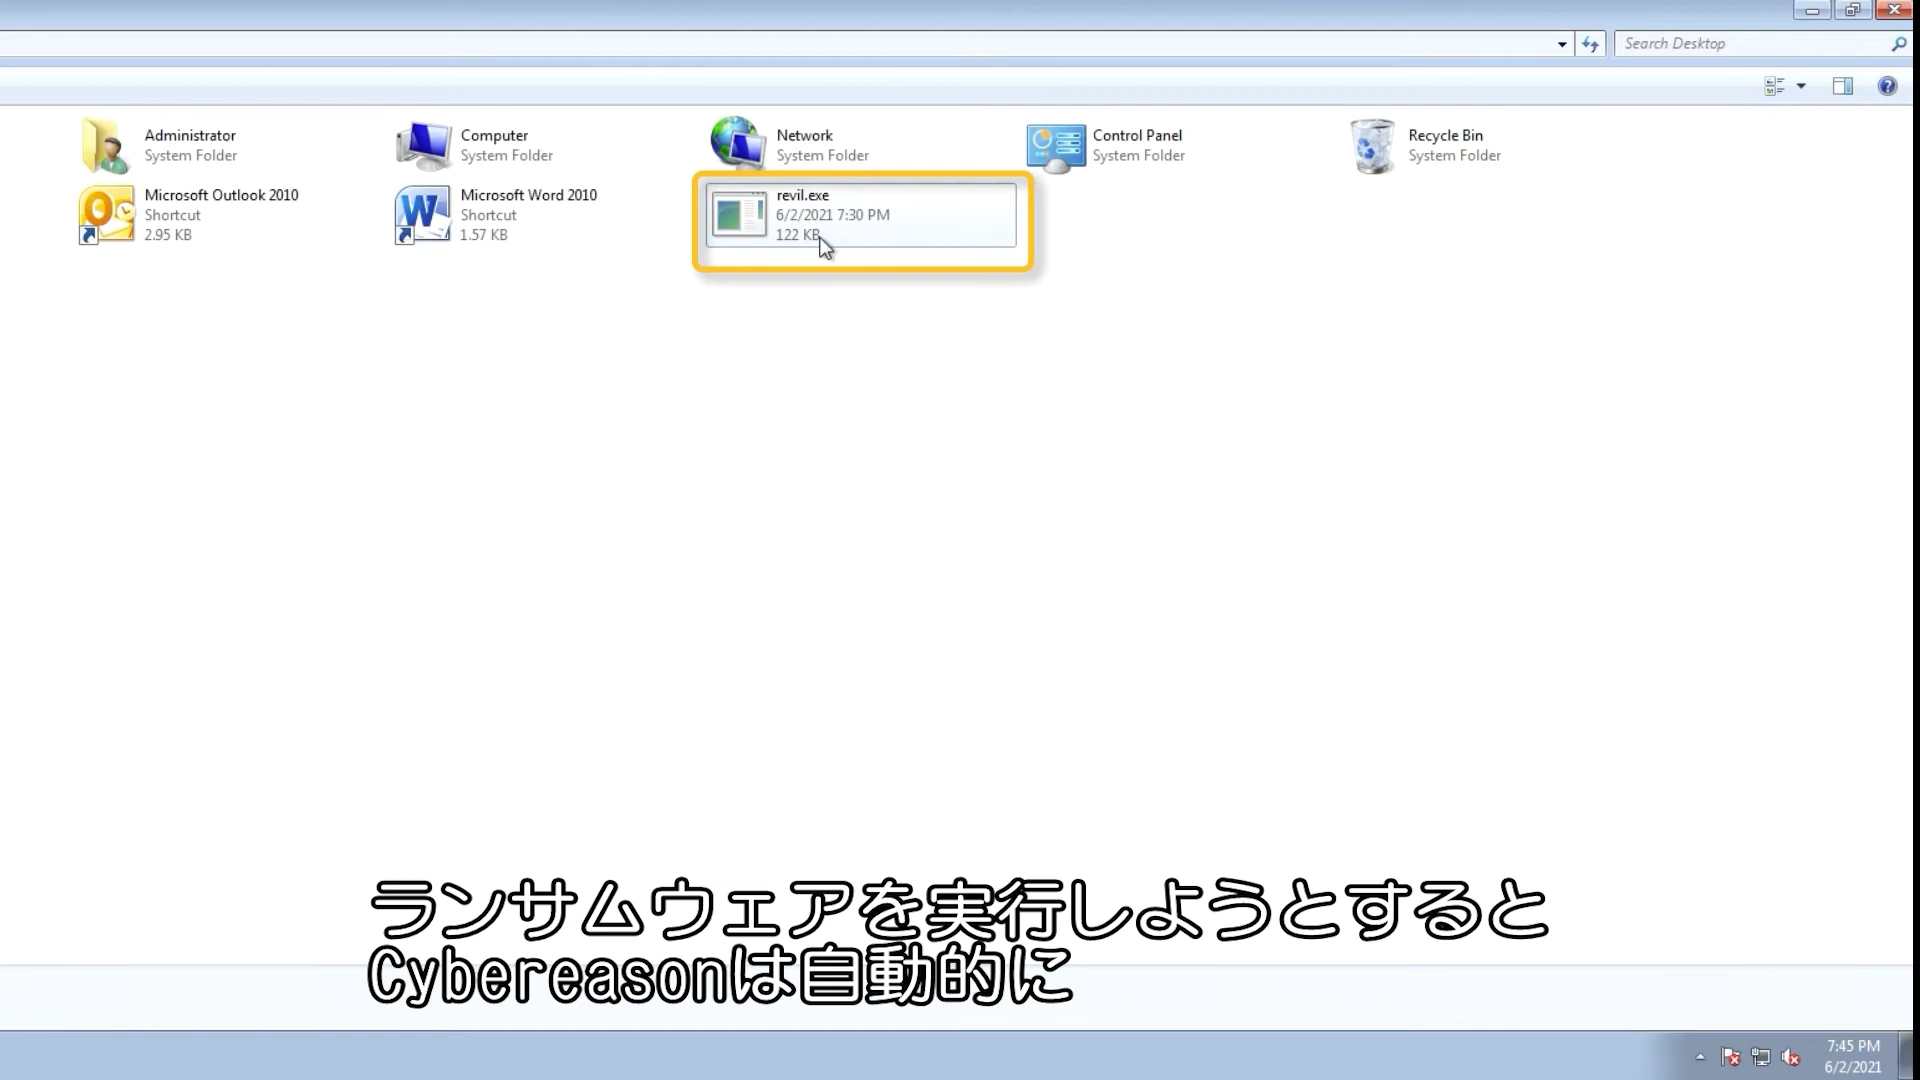 Search Desktop
Administrator
System Folder
Computer
System Folder
Network
System Folder
Control Panel
System Folder
Recycle Bin
System Folder
Microsoft Outlook 2010
Shortcut
2.95 KB
Microsoft Word 2010
Shortcut
1.57 KB
revil.exe
6/2/2021 7:30 PM
122 KB
ランサムウェアを実行しようとすると
Cybereasonは自動的に
7:45 PM
6/2/2021